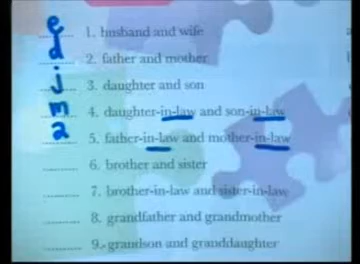 e 1. husband and wife
d 2. father and mother
j 3. daughter and son
m 4. daughter-in-law and son-in-law
a 5. father-in-law and mother-in-law
6. brother and sister
7. brother-in-law and sister-in-law
8. grandfather and grandmother
9. grandson and granddaughter